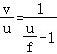 v/u = 1/(u/f - 1)